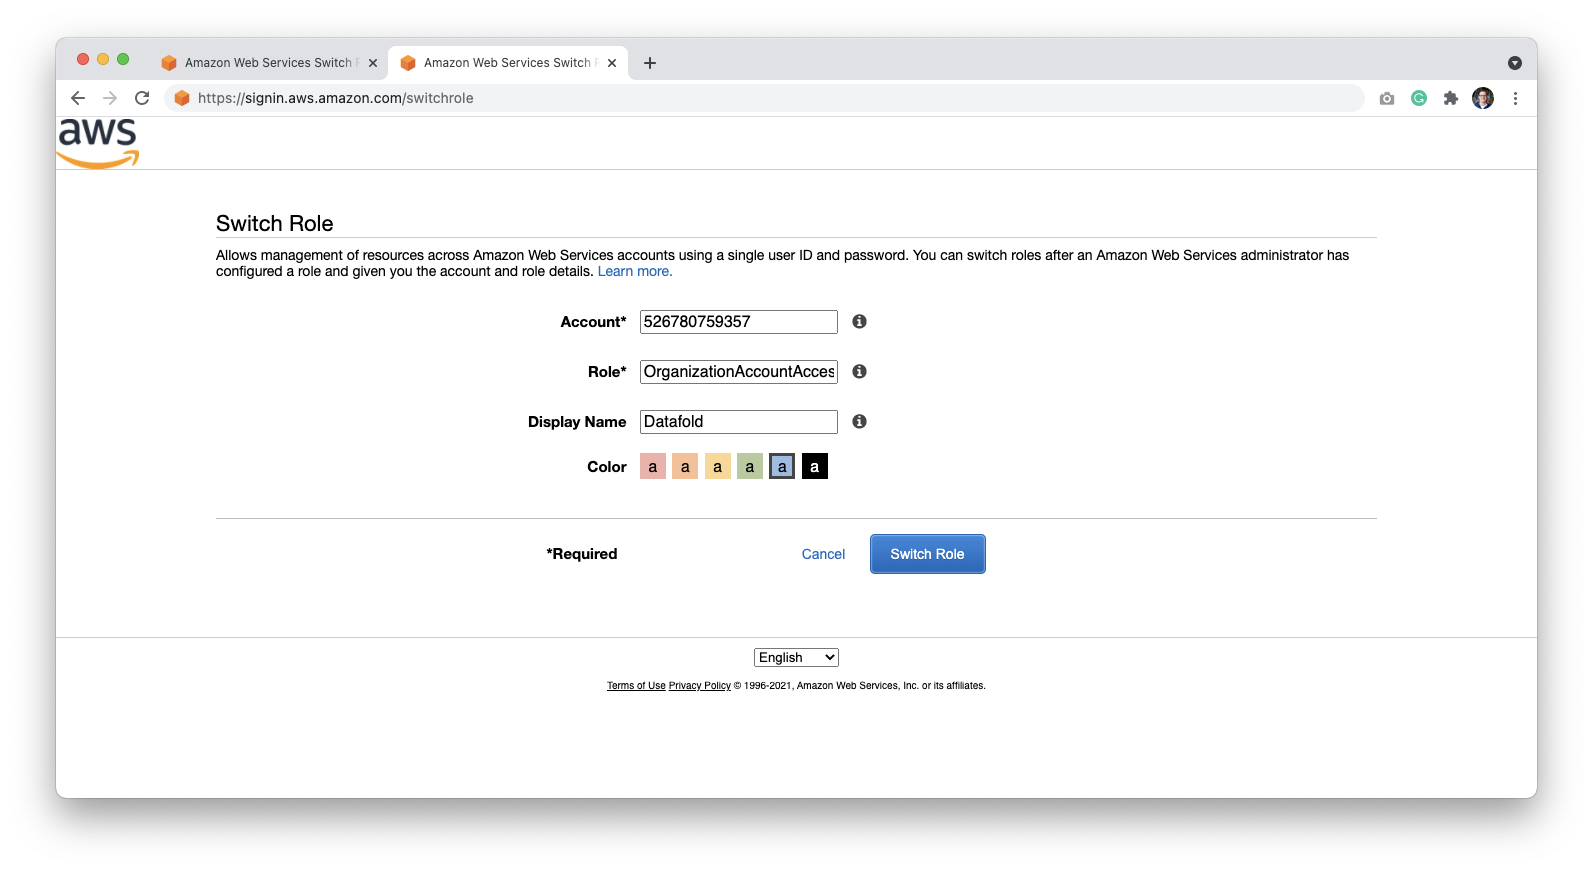 Amazon Web Services Switch
Amazon Web Services Switch
https://signin.aws.amazon.com/switchrole
aws
Switch Role
Allows management of resources across Amazon Web Services accounts using a single user ID and password. You can switch roles after an Amazon Web Services administrator has
configured a role and given you the account and role details. Learn more.
Account* 526780759357
Role* OrganizationAccountAcces
Display Name Datafold
Color a a a a a a
*Required Cancel Switch Role
English
Terms of Use Privacy Policy © 1996-2021, Amazon Web Services, Inc. or its affiliates.